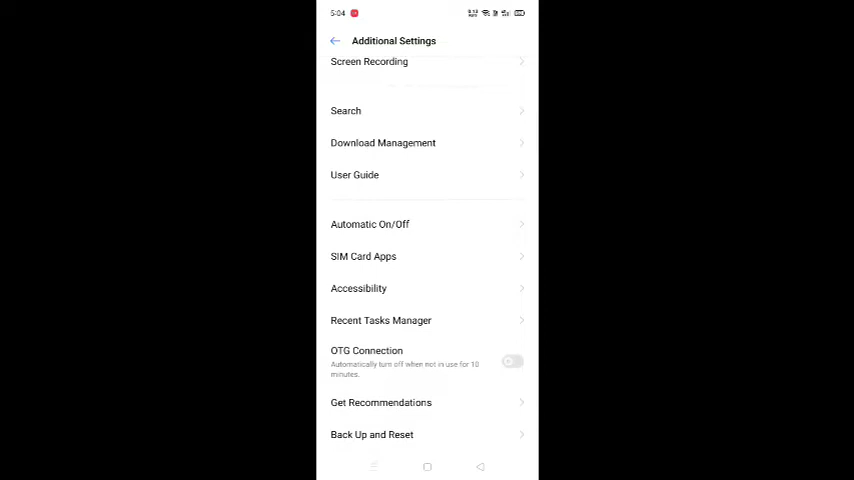 5:04
Additional Settings
Screen Recording
Search
Download Management
User Guide
Automatic On/Off
SIM Card Apps
Accessibility
Recent Tasks Manager
OTG Connection
Automatically turn off when not in use for 10
minutes.
Get Recommendations
Back Up and Reset